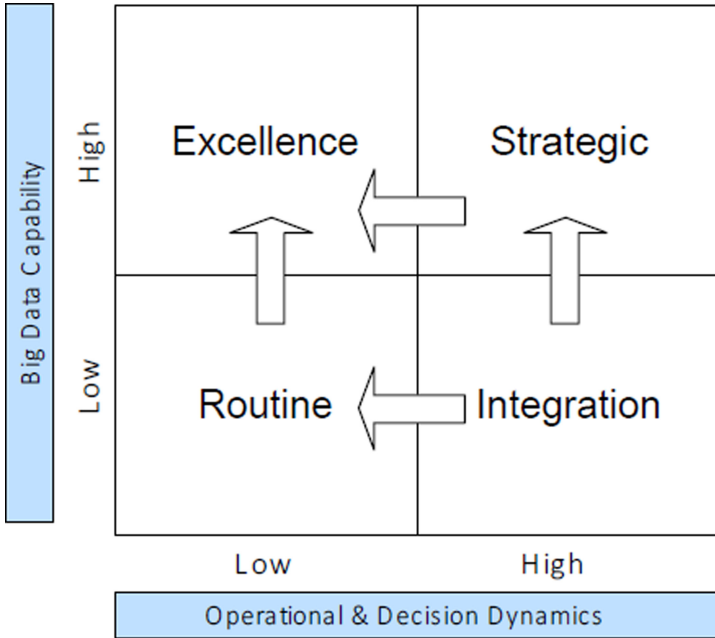 Big Data Capability
High
Low
Excellence
Strategic
Routine
Integration
Low
High
Operational & Decision Dynamics